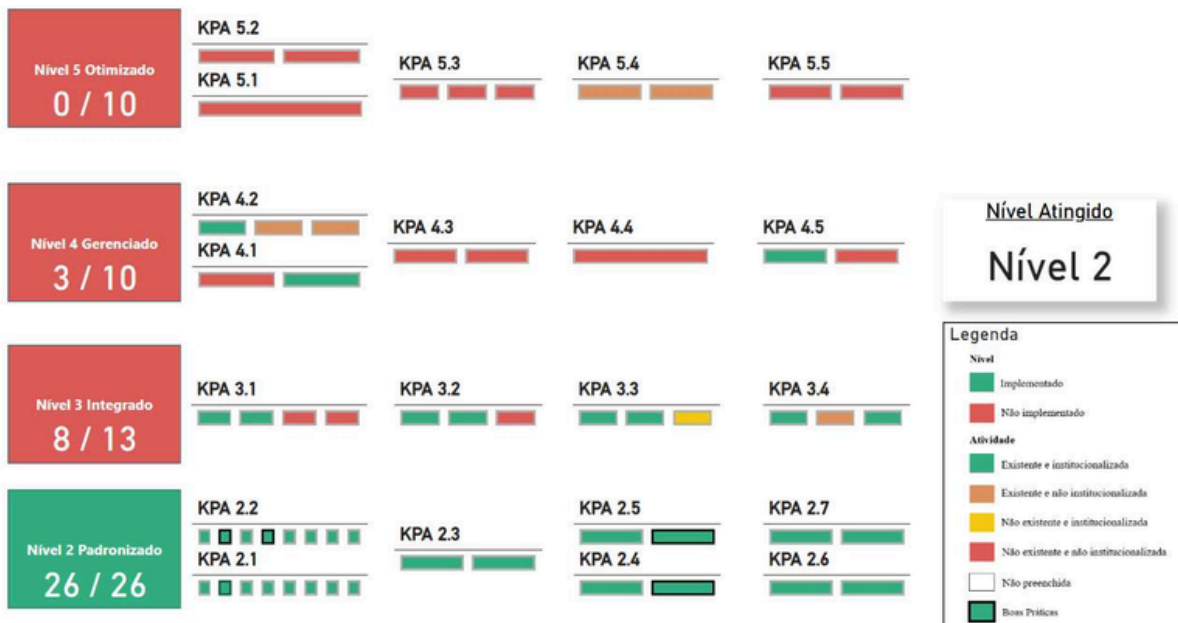 KPA 5.2
Nível 5 Otimizado
0 / 10
KPA 5.1
KPA 5.3
KPA 5.4
KPA 5.5
KPA 4.2
Nível 4 Gerenciado
3 / 10
KPA 4.1
KPA 4.3
KPA 4.4
KPA 4.5
Nível Atingido
Nível 2
Nível 3 Integrado
8 / 13
KPA 3.1
KPA 3.2
KPA 3.3
KPA 3.4
Nível 2 Padronizado
26 / 26
KPA 2.2
KPA 2.1
KPA 2.3
KPA 2.5
KPA 2.4
KPA 2.7
KPA 2.6
Legenda
Nível
Implementado
Não implementado
Atividade
Existente e institucionalizada
Existente e não institucionalizada
Não existente e institucionalizada
Não existente e não institucionalizada
Não preenchida
Boas Práticas